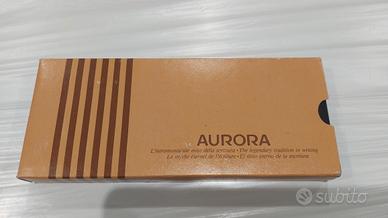 AURORA
L'intramontabile mito della scrittura • The legendary tradition in writing
Le mythe éternel de l'écriture • El mito eterno de la escritura
subito